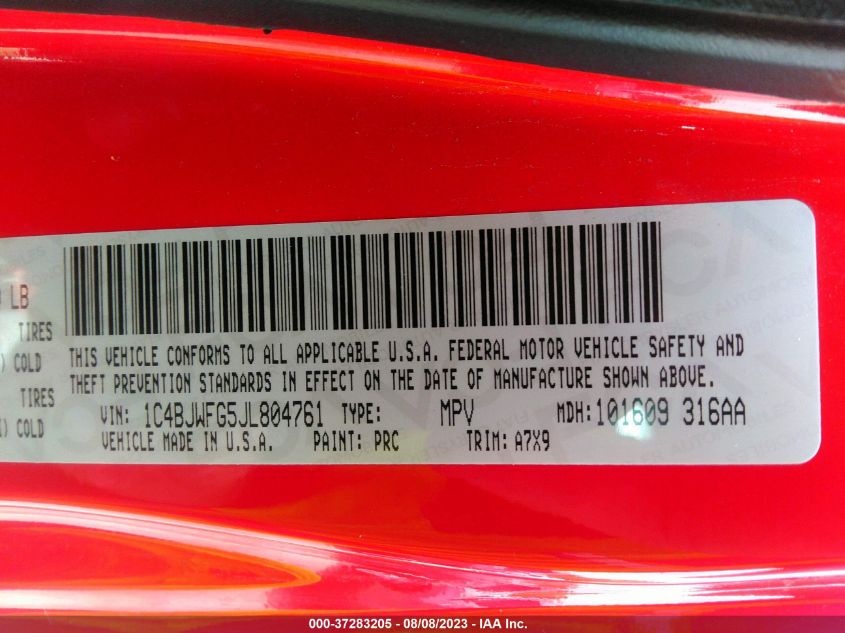 LB
TIRES
COLD
THIS VEHICLE CONFORMS TO ALL APPLICABLE U.S.A. FEDERAL MOTOR VEHICLE SAFETY AND
THEFT PREVENTION STANDARDS IN EFFECT ON THE DATE OF MANUFACTURE SHOWN ABOVE.
TIRES
COLD
VIN: 1C4BJWFG5JL804761 TYPE: MPV MDH:101609 316AA
VEHICLE MADE IN U.S.A. PAINT: PRC TRIM: A7X9
000-37283205 - 08/08/2023 - IAA Inc.